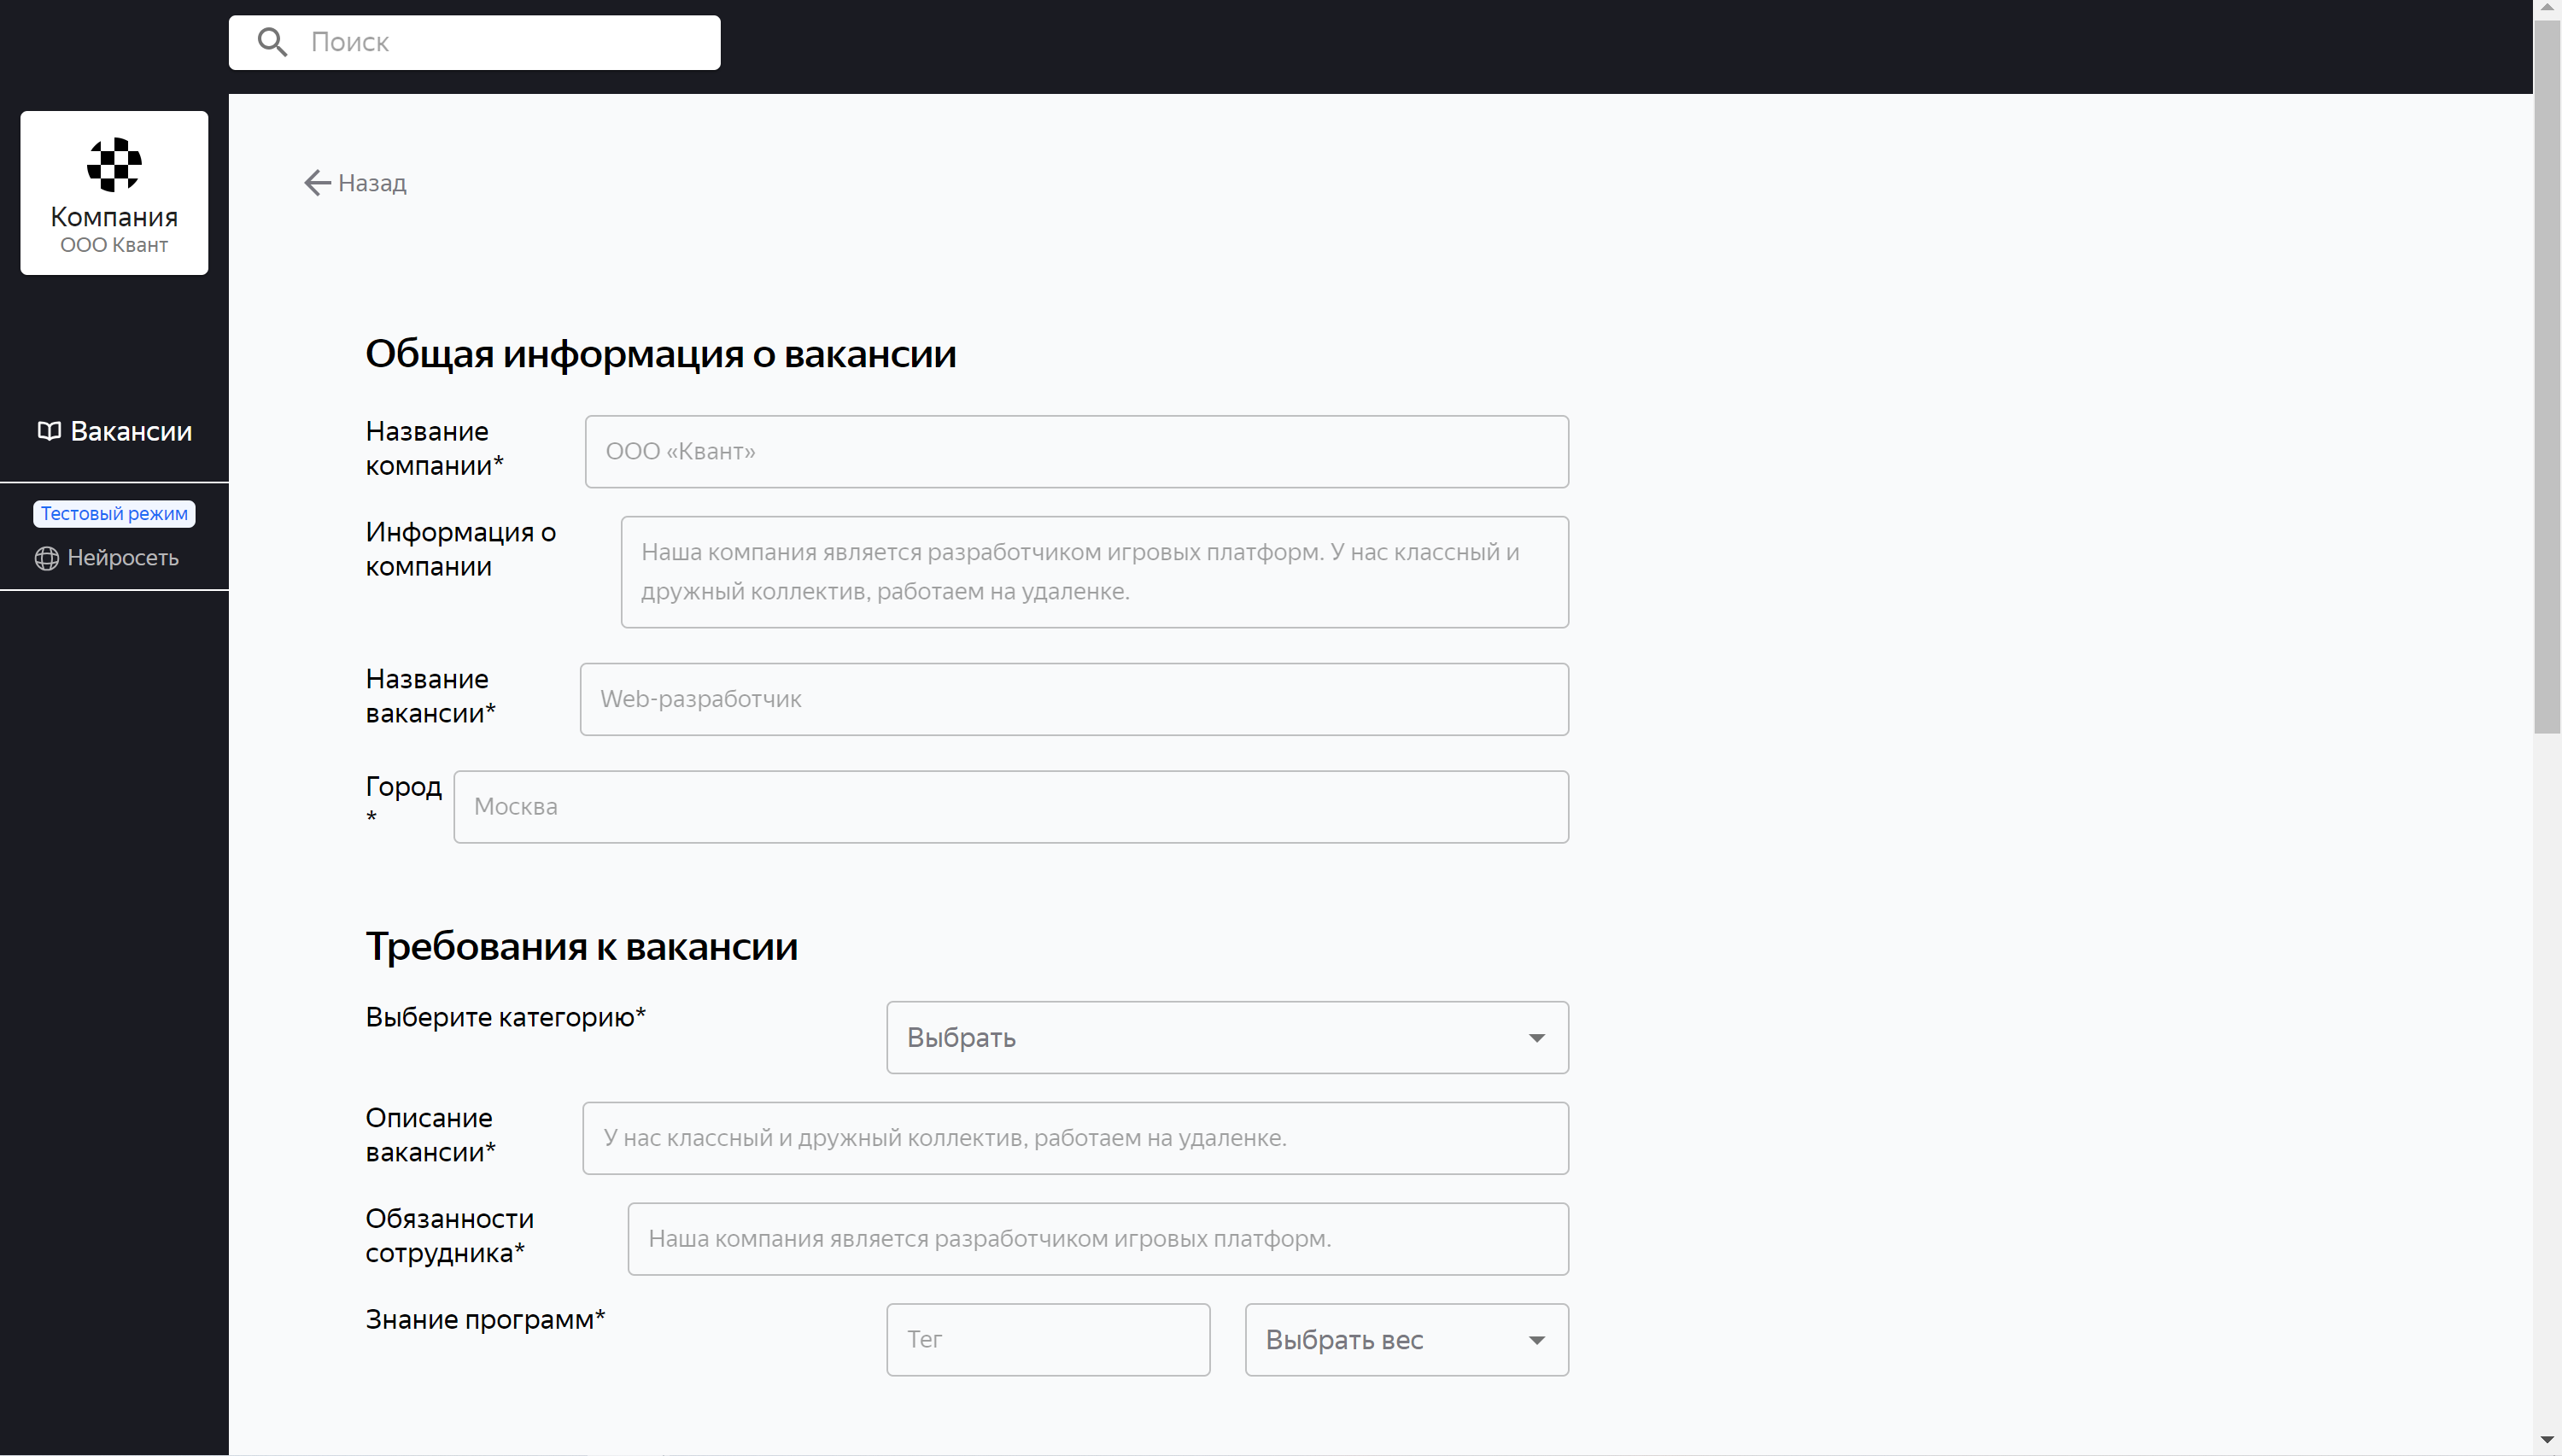 Поиск
Компания
ООО Квант
Вакансии
Тестовый режим
Нейросеть
Назад
Общая информация о вакансии
Название
компании*
ООО «Квант»
Информация о
компании
Наша компания является разработчиком игровых платформ. У нас классный и
дружный коллектив, работаем на удаленке.
Название
вакансии*
Web-разработчик
Город
*
Москва
Требования к вакансии
Выберите категорию*
Выбрать
Описание
вакансии*
У нас классный и дружный коллектив, работаем на удаленке.
Обязанности
сотрудника*
Наша компания является разработчиком игровых платформ.
Знание программ*
Тег
Выбрать вес